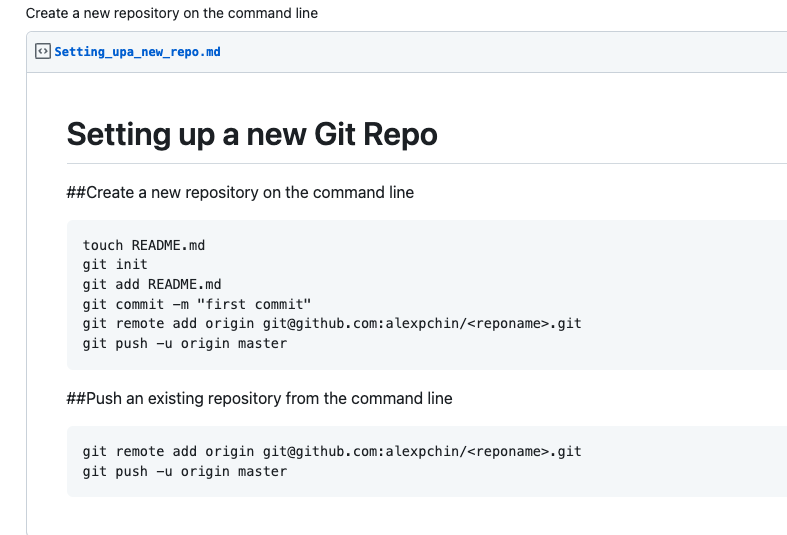 Create a new repository on the command line
Setting_upa_new_repo.md
Setting up a new Git Repo
##Create a new repository on the command line
touch README.md
git init
git add README.md
git commit -m "first commit"
git remote add origin git@github.com:alexpchin/<reponame>.git
git push -u origin master
##Push an existing repository from the command line
git remote add origin git@github.com:alexpchin/<reponame>.git
git push -u origin master